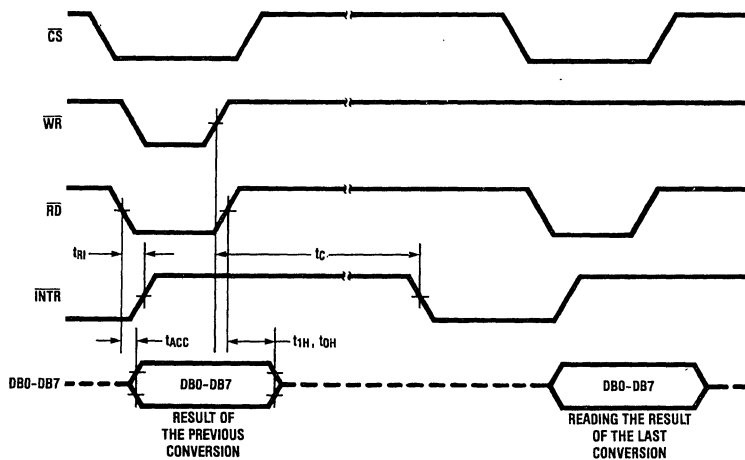 CS
WR
RD
tRI
tC
INTR
tACC
t1H, t0H
DB0-DB7
DB0-DB7
DB0-DB7
RESULT OF
THE PREVIOUS
CONVERSION
READING THE RESULT
OF THE LAST
CONVERSION